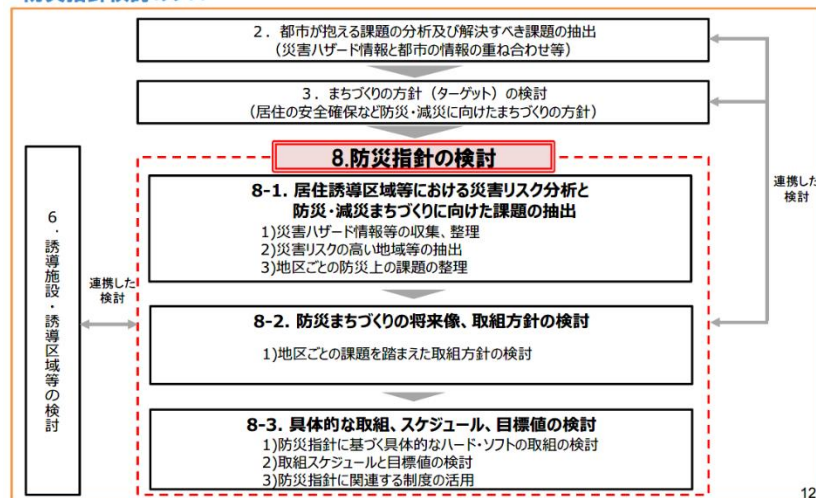 ２．都市が抱える課題の分析及び解決すべき課題の抽出
（災害ハザード情報と都市の情報の重ね合わせ等）
３．まちづくりの方針（ターゲット）の検討
（居住の安全確保など防災・減災に向けたまちづくりの方針）
8.防災指針の検討
8-1. 居住誘導区域等における災害リスク分析と
防災・減災まちづくりに向けた課題の抽出
1)災害ハザード情報等の収集、整理
2)災害リスクの高い地域等の抽出
3)地区ごとの防災上の課題の整理
連携した
検討
６．誘導施設・誘導区域等の検討
連携した
検討
8-2. 防災まちづくりの将来像、取組方針の検討
1)地区ごとの課題を踏まえた取組方針の検討
8-3. 具体的な取組、スケジュール、目標値の検討
1)防災指針に基づく具体的なハード・ソフトの取組の検討
2)取組スケジュールと目標値の検討
3)防災指針に関連する制度の活用
12